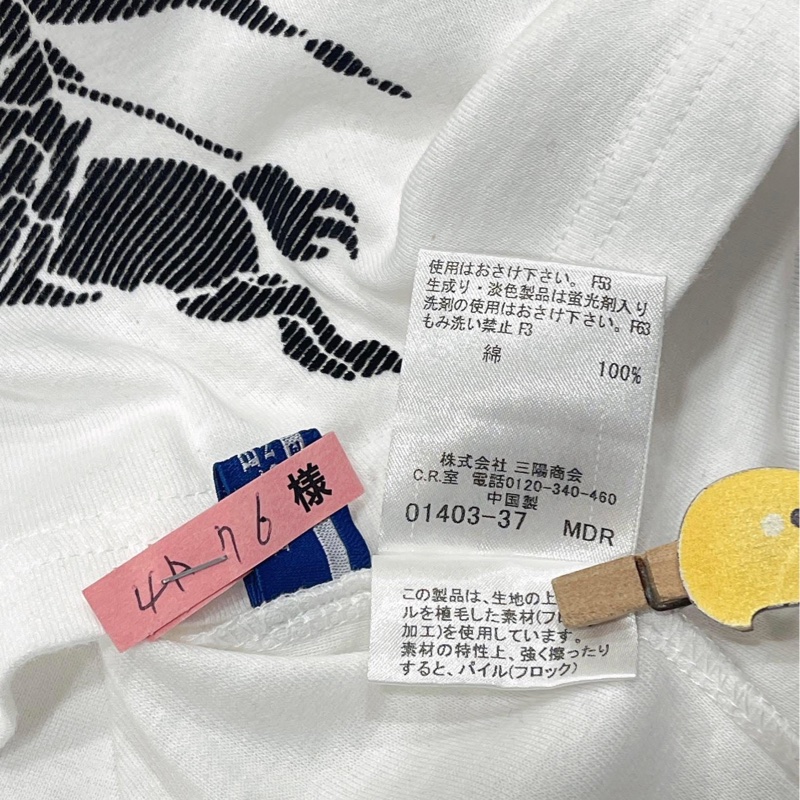 使用はおさけ下さい。 F53
生成り・淡色製品は蛍光剤入り
洗剤の使用はおさけ下さい。F63
もみ洗い禁止 F3
綿
100%
株式会社 三陽商会
C.R.室 電話0120-340-460
中国製
01403-37 MDR
76 様
この製品は、生地の上
ルを植毛した素材(フロ
加工)を使用しています。
素材の特性上、強く擦ったり
すると、パイル(フロック)